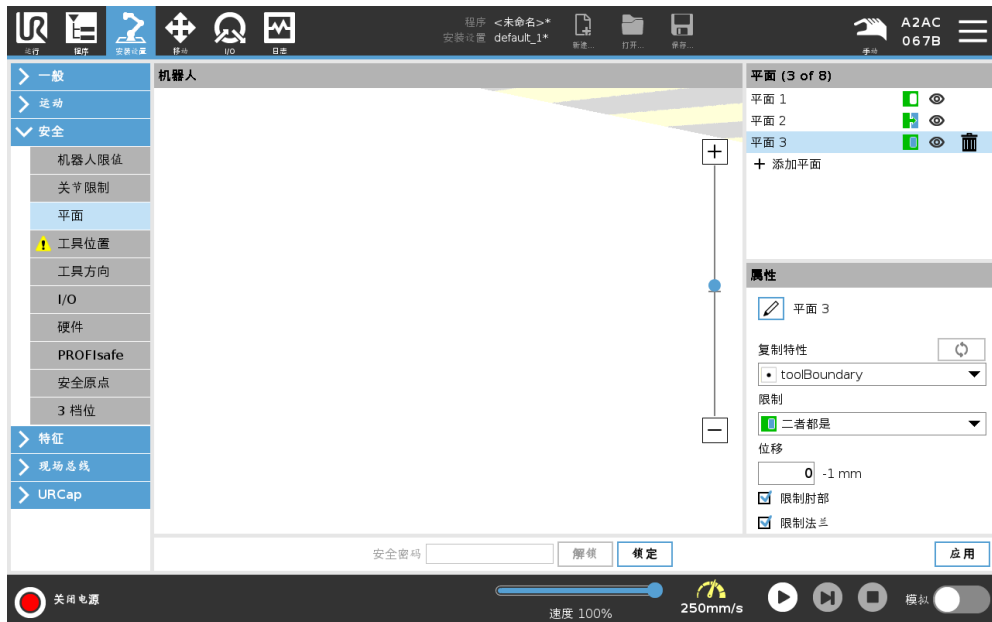 程序 <未命名>*
安装设置 default_1*
运行
程序
安装设置
移动
I/O
日志
新建...
打开...
保存...
手动
A2AC
067B
一般
运动
安全
机器人限值
关节限制
平面
工具位置
工具方向
I/O
硬件
PROFIsafe
安全原点
3 档位
特征
现场总线
URCap
机器人
平面 (3 of 8)
平面 1
平面 2
平面 3
添加平面
属性
平面 3
复制特性
toolBoundary
限制
二者都是
位移
0 -1 mm
限制肘部
限制法兰
安全密码
解锁
锁定
应用
关闭电源
速度 100%
250mm/s
模拟